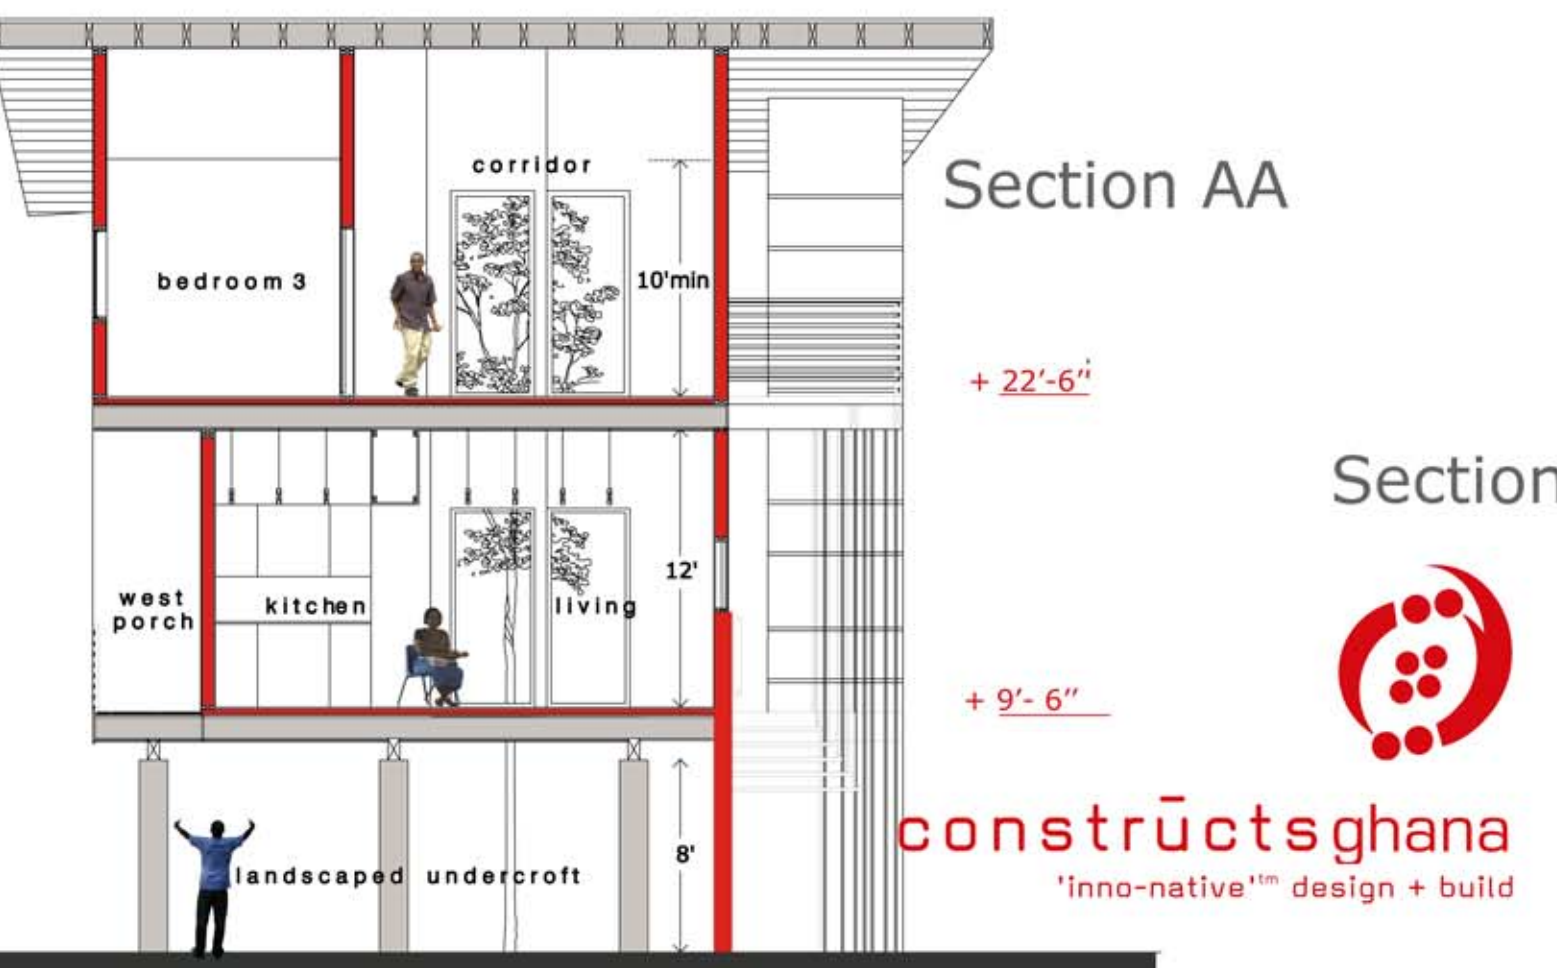 corridor
Section AA
bedroom 3
10'min
+ 22'-6"
Section
12'
west
porch
kitchen
living
+ 9'- 6"
constrūctsghana
'inno-native'™ design + build
8'
landscaped undercroft